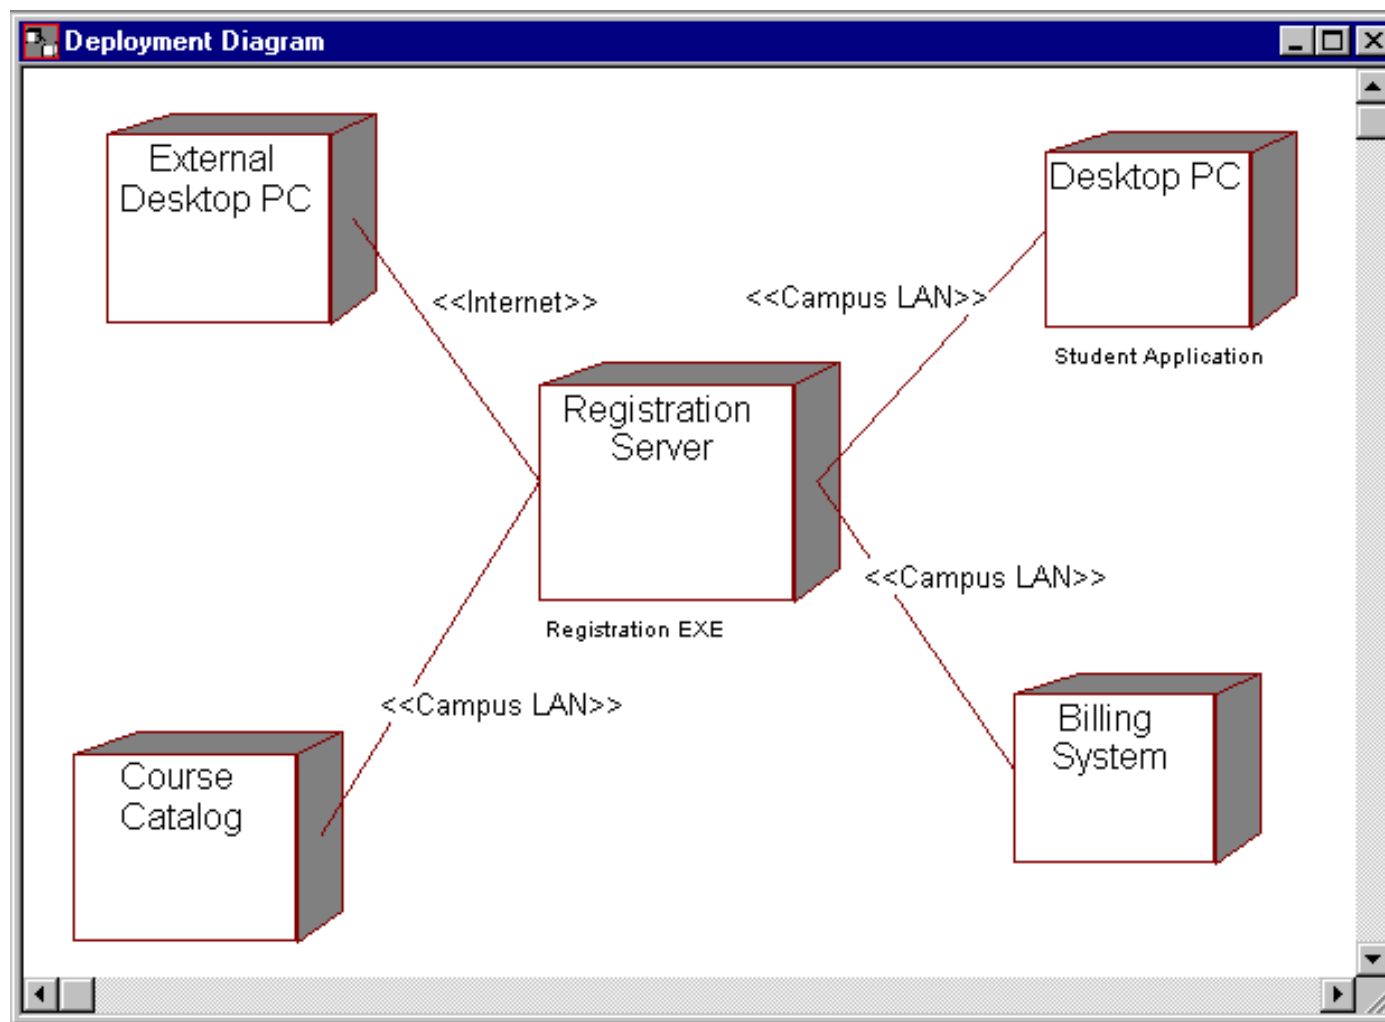 Deployment Diagram
External
Desktop PC
Desktop PC
<<Internet>>
<<Campus LAN>>
Student Application
Registration
Server
<<Campus LAN>>
Registration EXE
<<Campus LAN>>
Billing
System
Course
Catalog